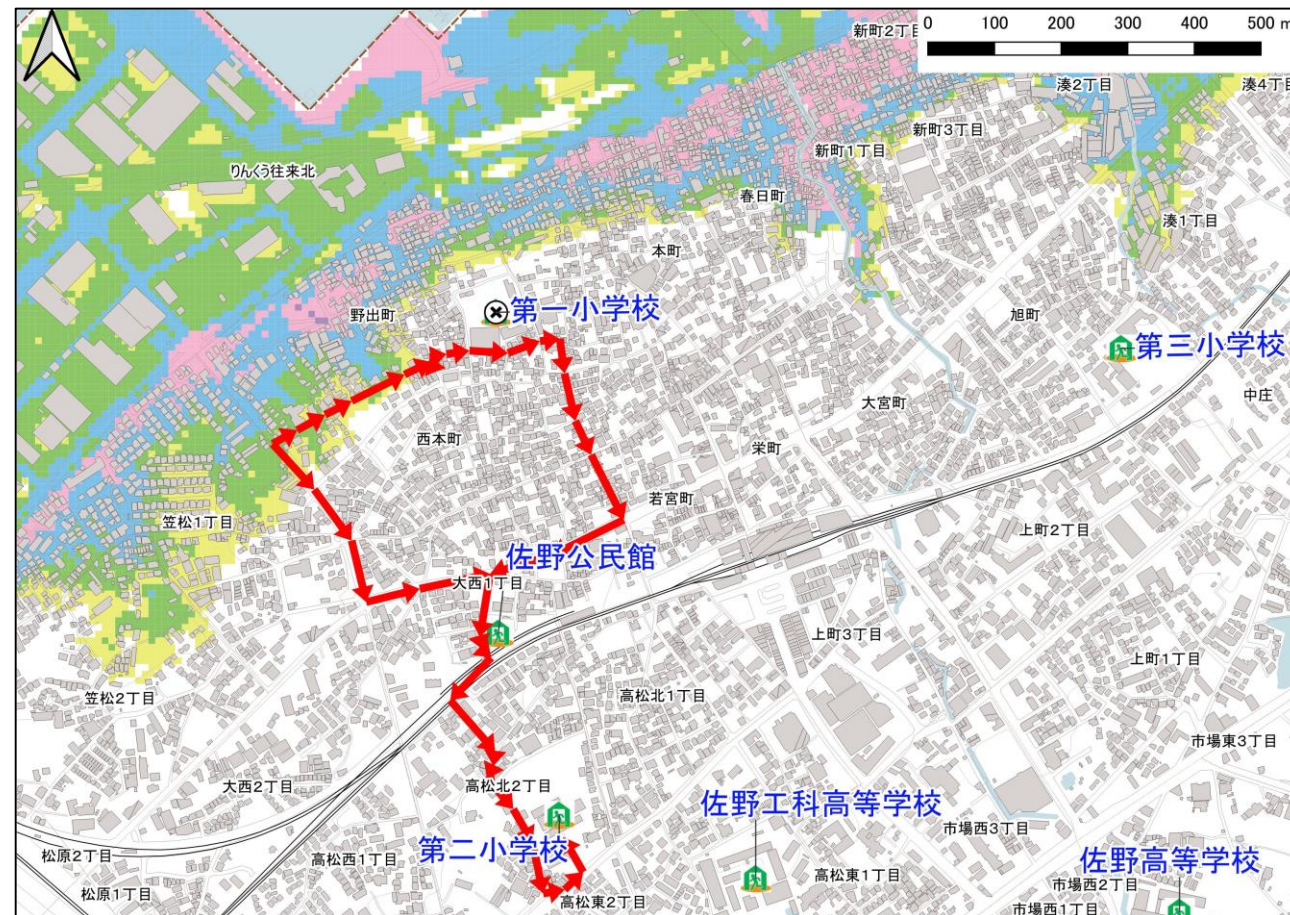 0 100 200 300 400 500 m
新町2丁目
湊2丁目
湊4丁目
新町3丁目
新町1丁目
りんくう往来北
春日町
湊1丁目
本町
第一小学校
野出町
旭町
第三小学校
中庄
大宮町
西本町
栄町
若宮町
笠松1丁目
上町2丁目
佐野公民館
大西1丁目
上町3丁目
上町1丁目
高松北1丁目
笠松2丁目
市場東3丁目
大西2丁目
高松北2丁目
佐野工科高等学校
市場西3丁目
第二小学校
松原2丁目
高松西1丁目
佐野高等学校
高松東1丁目
市場西2丁目
松原1丁目
高松東2丁目
市場西1丁目